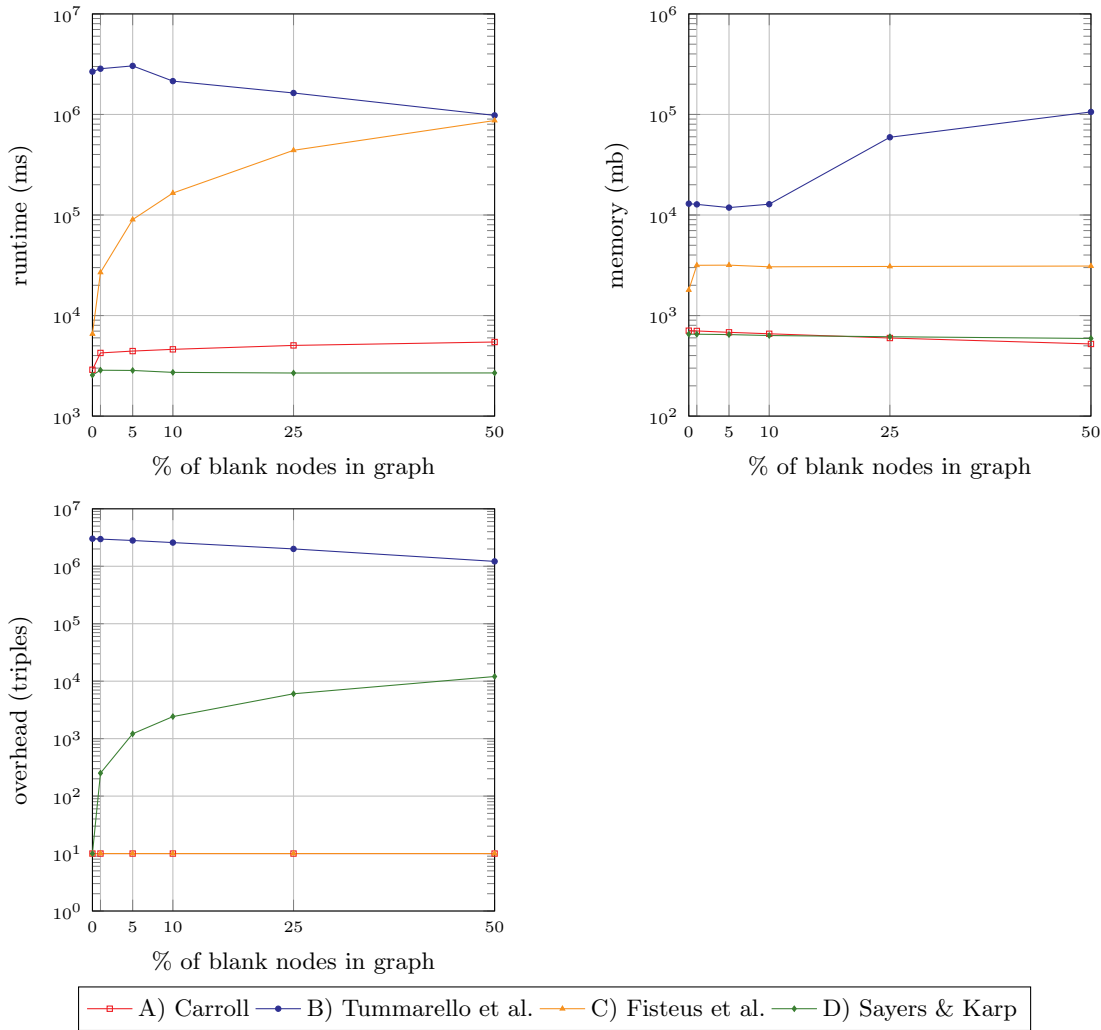 10^7
10^6
10^5
10^4
10^3
runtime (ms)
0 5 10 25 50
% of blank nodes in graph
10^6
10^5
10^4
10^3
10^2
memory (mb)
0 5 10 25 50
% of blank nodes in graph
10^7
10^6
10^5
10^4
10^3
10^2
10^1
10^0
overhead (triples)
0 5 10 25 50
% of blank nodes in graph
A) Carroll B) Tummarello et al. C) Fisteus et al. D) Sayers & Karp